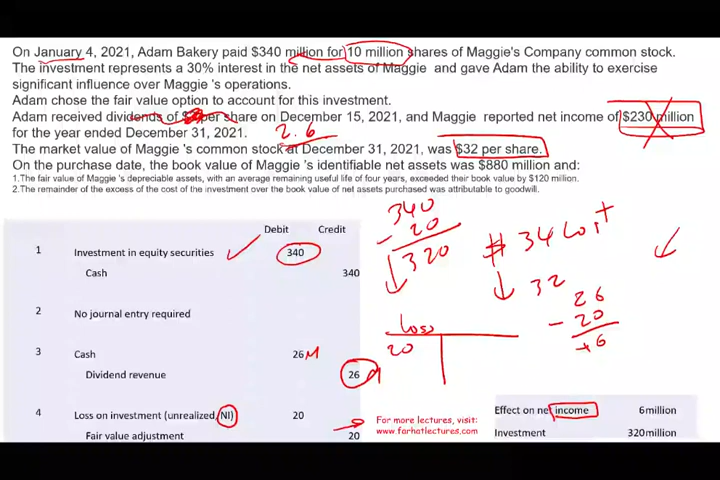 On January 4, 2021, Adam Bakery paid $340 million for 10 million shares of Maggie's Company common stock.
The investment represents a 30% interest in the net assets of Maggie and gave Adam the ability to exercise
significant influence over Maggie 's operations.
Adam chose the fair value option to account for this investment.
Adam received dividends of $ per share on December 15, 2021, and Maggie reported net income of $230 million
for the year ended December 31, 2021.
2.6
The market value of Maggie 's common stock at December 31, 2021, was $32 per share.
On the purchase date, the book value of Maggie 's identifiable net assets was $880 million and:
1.The fair value of Maggie 's depreciable assets, with an average remaining useful life of four years, exceeded their book value by $120 million.
2.The remainder of the excess of the cost of the investment over the book value of net assets purchased was attributable to goodwill.
Debit Credit
1 Investment in equity securities 340
Cash 340
2 No journal entry required
3 Cash 26M
Dividend revenue 26 M
4 Loss on investment (unrealized, NI) 20
Fair value adjustment 20
340
- 20
320
$ 34 Cost
32
Loss
20
26
- 20
+6
For more lectures, visit:
www.farhatlectures.com
Effect on net income 6million
Investment 320million